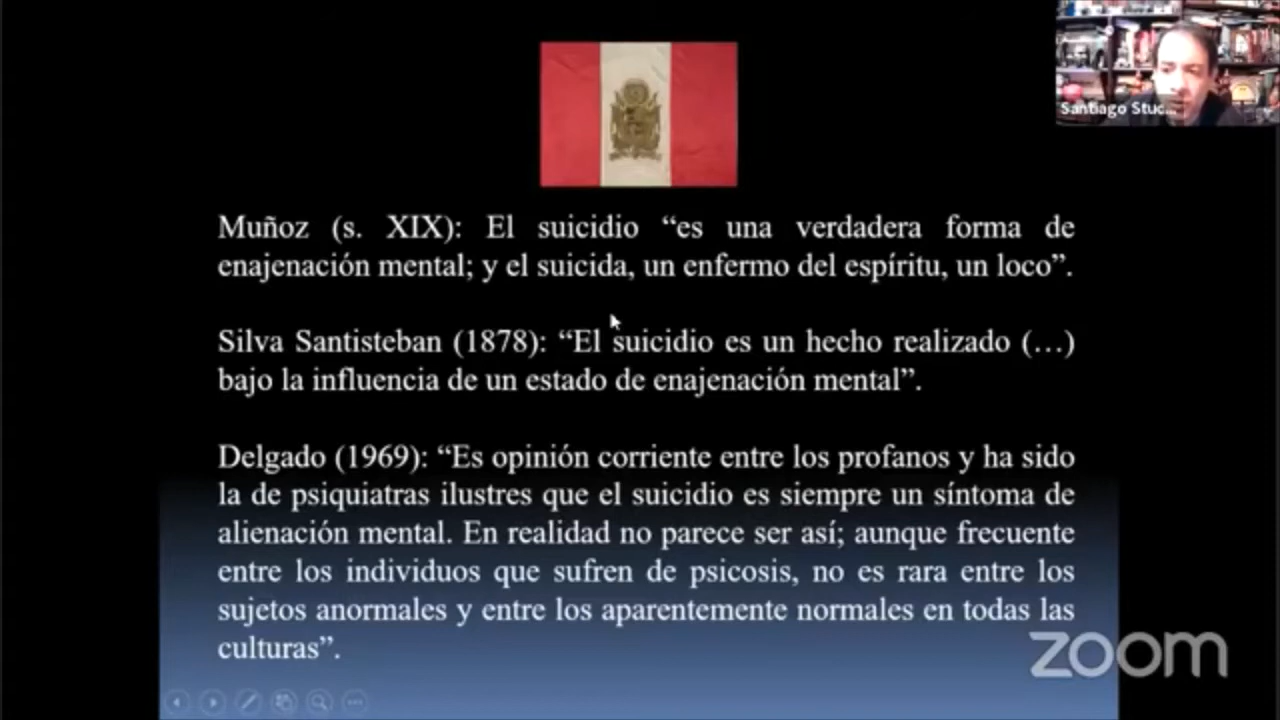 Santiago Stuc...
Muñoz (s. XIX): El suicidio “es una verdadera forma de
enajenación mental; y el suicida, un enfermo del espíritu, un loco”.
Silva Santisteban (1878): “El suicidio es un hecho realizado (…)
bajo la influencia de un estado de enajenación mental”.
Delgado (1969): “Es opinión corriente entre los profanos y ha sido
la de psiquiatras ilustres que el suicidio es siempre un síntoma de
alienación mental. En realidad no parece ser así; aunque frecuente
entre los individuos que sufren de psicosis, no es rara entre los
sujetos anormales y entre los aparentemente normales en todas las
culturas”.
zoom